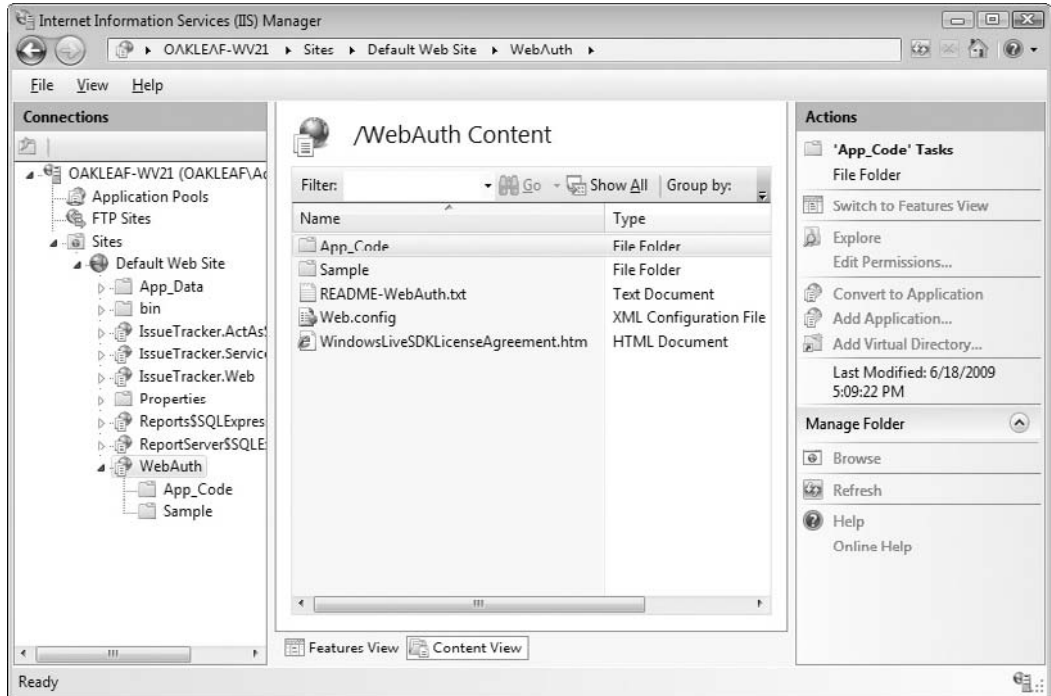 Internet Information Services (IIS) Manager
OAKLEAF-WV21 ▸ Sites ▸ Default Web Site ▸ WebAuth ▸
File View Help
Connections
OAKLEAF-WV21 (OAKLEAF\Ad
Application Pools
FTP Sites
Sites
Default Web Site
App_Data
bin
IssueTracker.ActAs
IssueTracker.Service
IssueTracker.Web
Properties
Reports$SQLExpres
ReportServer$SQLE
WebAuth
App_Code
Sample
/WebAuth Content
Filter: Go Show All Group by:
Name Type
App_Code File Folder
Sample File Folder
README-WebAuth.txt Text Document
Web.config XML Configuration File
WindowsLiveSDKLicenseAgreement.htm HTML Document
Features View Content View
Actions
'App_Code' Tasks
File Folder
Switch to Features View
Explore
Edit Permissions...
Convert to Application
Add Application...
Add Virtual Directory...
Last Modified: 6/18/2009
5:09:22 PM
Manage Folder
Browse
Refresh
Help
Online Help
Ready